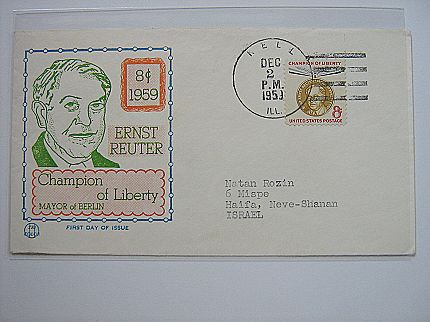 8¢
1959
ERNST
REUTER
Champion
of Liberty
MAYOR of BERLIN
FIRST DAY OF ISSUE
DEC
2
P.M.
1959
ILL.
CHAMPION OF LIBERTY
8¢
UNITED STATES POSTAGE
Natan Rozin
6 Mispe
Haifa, Neve-Shanan
ISRAEL